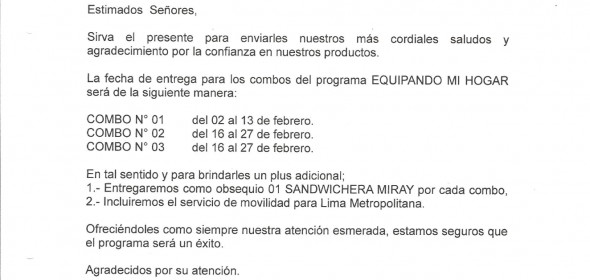 Estimados Señores,
Sirva el presente para enviarles nuestros más cordiales saludos y
agradecimiento por la confianza en nuestros productos.
La fecha de entrega para los combos del programa EQUIPANDO MI HOGAR
será de la siguiente manera:
COMBO N° 01 del 02 al 13 de febrero.
COMBO N° 02 del 16 al 27 de febrero.
COMBO N° 03 del 16 al 27 de febrero.
En tal sentido y para brindarles un plus adicional;
1.- Entregaremos como obsequio 01 SANDWICHERA MIRAY por cada combo,
2.- Incluiremos el servicio de movilidad para Lima Metropolitana.
Ofreciéndoles como siempre nuestra atención esmerada, estamos seguros que
el programa será un éxito.
Agradecidos por su atención.